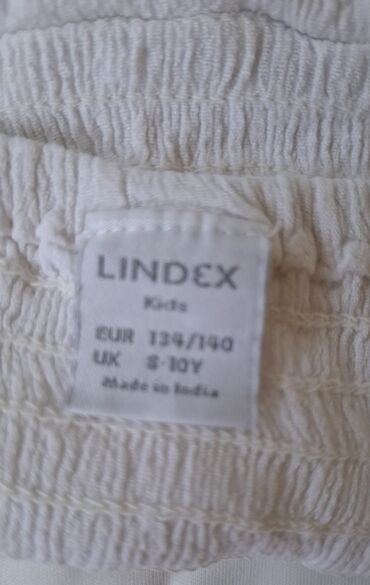 LINDEX
Kids
EUR 134/140
UK 8-10Y
Made in India